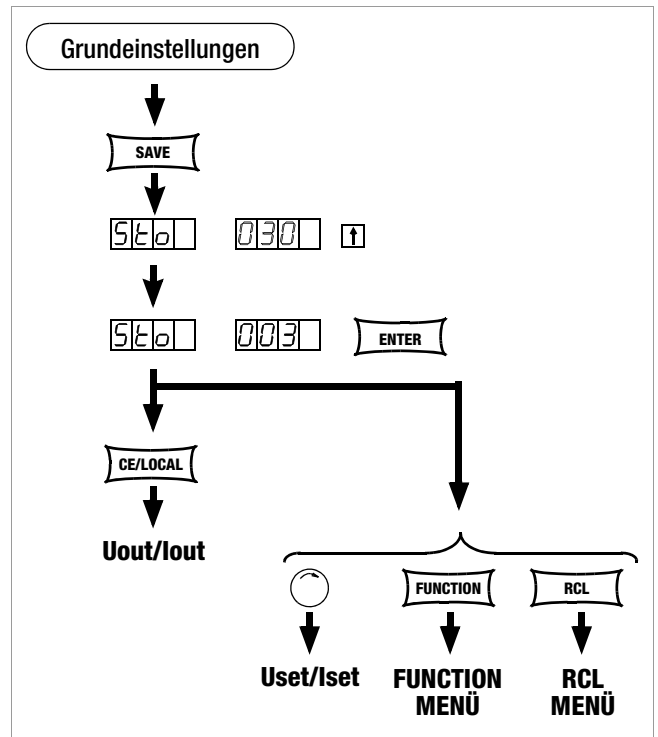 Grundeinstellungen
SAVE
Sto 030 ↑
Sto 003 ENTER
CE/LOCAL
Uout/Iout
FUNCTION RCL
Uset/Iset FUNCTION RCL
MENÜ MENÜ